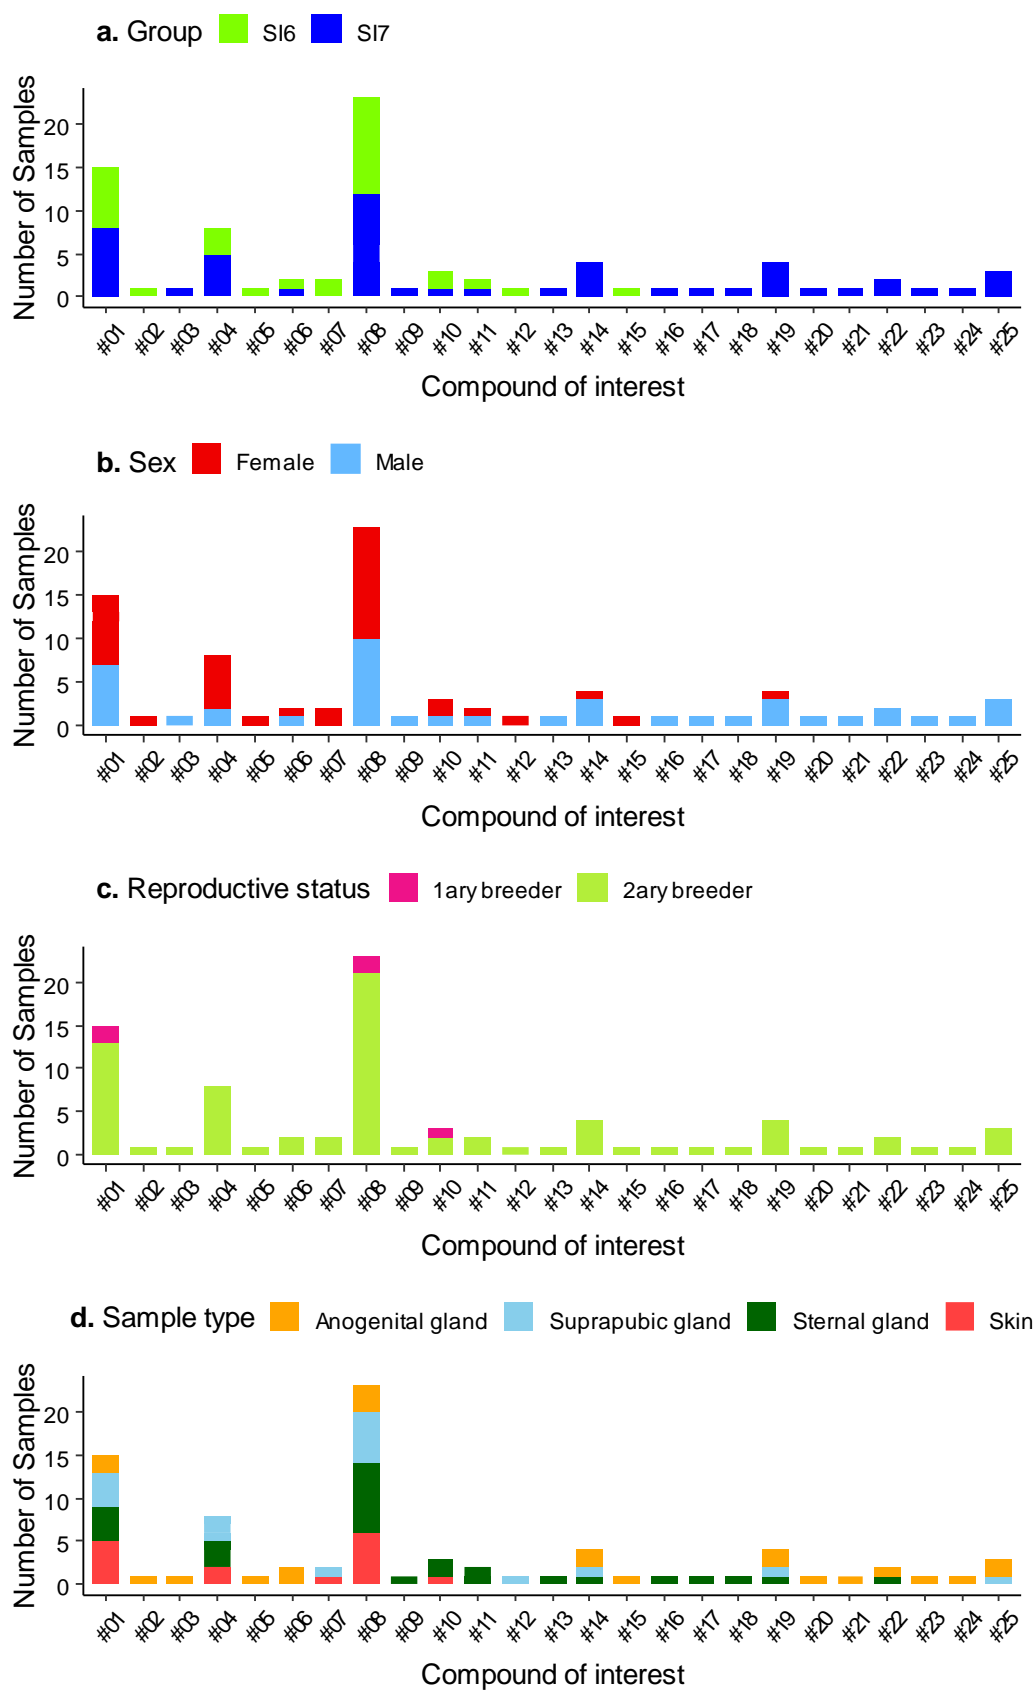 a. Group SI6 SI7
Number of Samples
20
15
10
5
0
#01 #02 #03 #04 #05 #06 #07 #08 #09 #10 #11 #12 #13 #14 #15 #16 #17 #18 #19 #20 #21 #22 #23 #24 #25
Compound of interest
b. Sex Female Male
Number of Samples
20
15
10
5
0
#01 #02 #03 #04 #05 #06 #07 #08 #09 #10 #11 #12 #13 #14 #15 #16 #17 #18 #19 #20 #21 #22 #23 #24 #25
Compound of interest
c. Reproductive status 1ary breeder 2ary breeder
Number of Samples
20
15
10
5
0
#01 #02 #03 #04 #05 #06 #07 #08 #09 #10 #11 #12 #13 #14 #15 #16 #17 #18 #19 #20 #21 #22 #23 #24 #25
Compound of interest
d. Sample type Anogenital gland Suprapubic gland Sternal gland Skin
Number of Samples
20
15
10
5
0
#01 #02 #03 #04 #05 #06 #07 #08 #09 #10 #11 #12 #13 #14 #15 #16 #17 #18 #19 #20 #21 #22 #23 #24 #25
Compound of interest